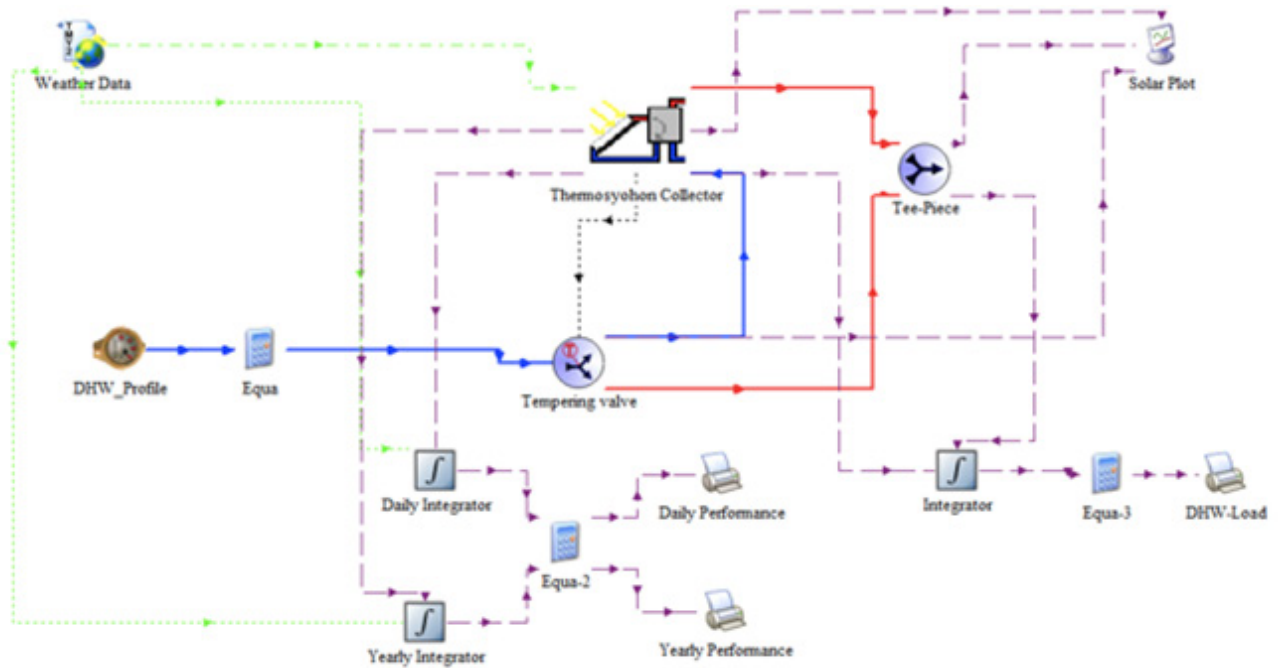 TMY2
Weather Data
Solar Plot
Thermosyohon Collector
Tee-Piece
DHW_Profile
Equa
T
Tempering valve
∫
Daily Integrator
Daily Performance
∫
Integrator
Equa-3
DHW-Load
Equa-2
∫
Yearly Integrator
Yearly Performance